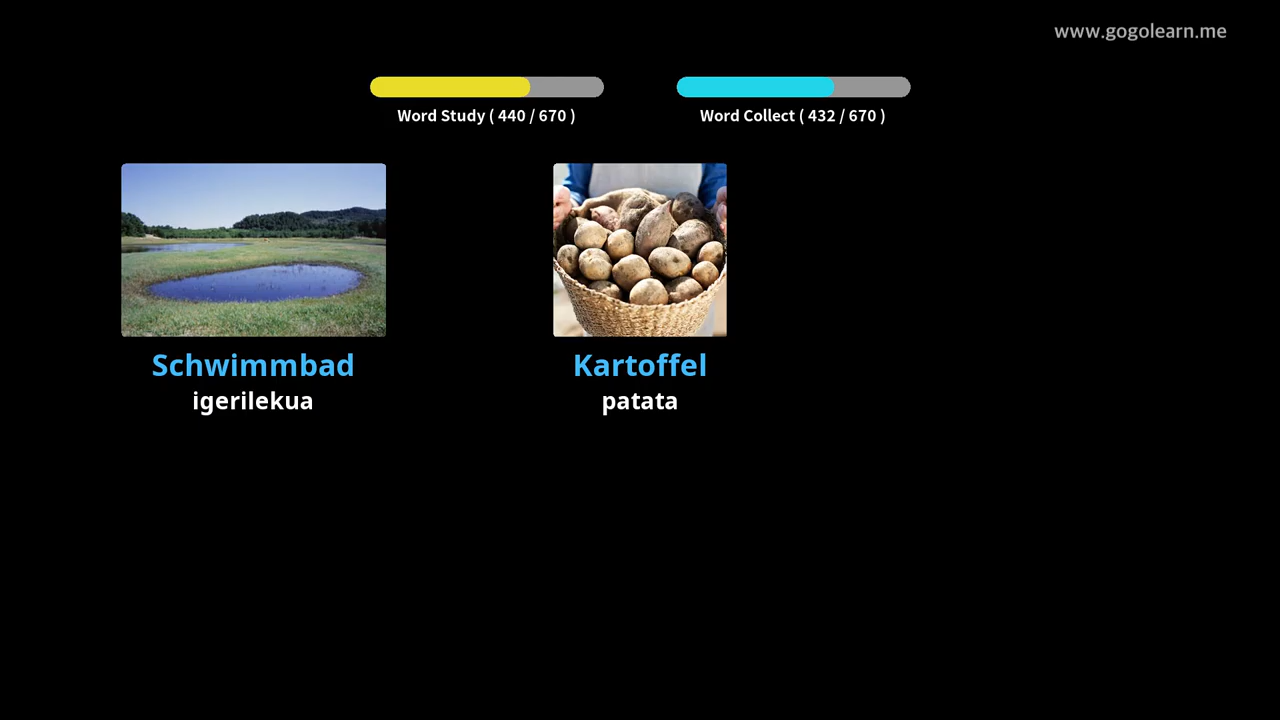 www.gogolearn.me
Word Study ( 440 / 670 )
Word Collect ( 432 / 670 )
Schwimmbad
igerilekua
Kartoffel
patata